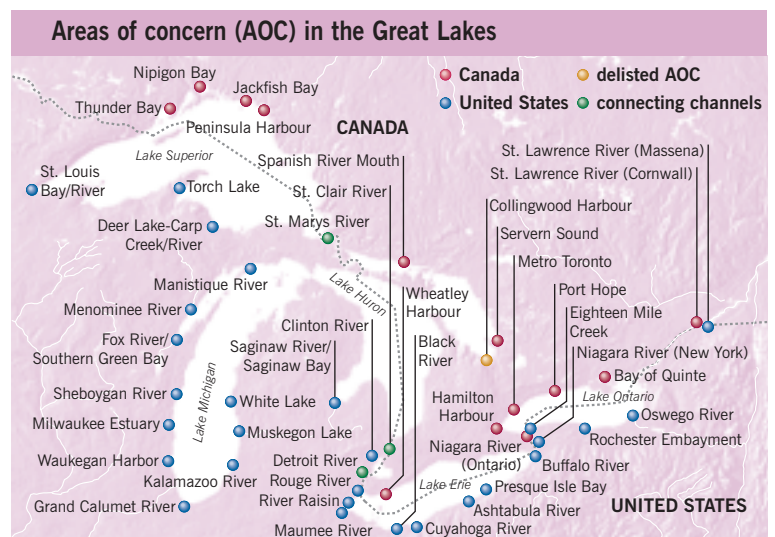 Areas of concern (AOC) in the Great Lakes
Canada
delisted AOC
United States
connecting channels
Nipigon Bay
Jackfish Bay
Thunder Bay
Peninsula Harbour
CANADA
Lake Superior
Spanish River Mouth
St. Lawrence River (Massena)
St. Lawrence River (Cornwall)
St. Louis
Bay/River
Torch Lake
St. Clair River
Collingwood Harbour
Deer Lake-Carp
Creek/River
St. Marys River
Servern Sound
Metro Toronto
Manistique River
Lake Huron
Wheatley
Harbour
Port Hope
Menominee River
Eighteen Mile
Creek
Clinton River
Fox River/
Southern Green Bay
Saginaw River/
Saginaw Bay
Black
River
Niagara River (New York)
Bay of Quinte
Sheboygan River
Lake Michigan
White Lake
Hamilton
Harbour
Lake Ontario
Milwaukee Estuary
Muskegon Lake
Oswego River
Niagara River
(Ontario)
Rochester Embayment
Waukegan Harbor
Kalamazoo River
Detroit River
Rouge River
Buffalo River
Grand Calumet River
River Raisin
Lake Erie
Presque Isle Bay
Ashtabula River
UNITED STATES
Maumee River
Cuyahoga River